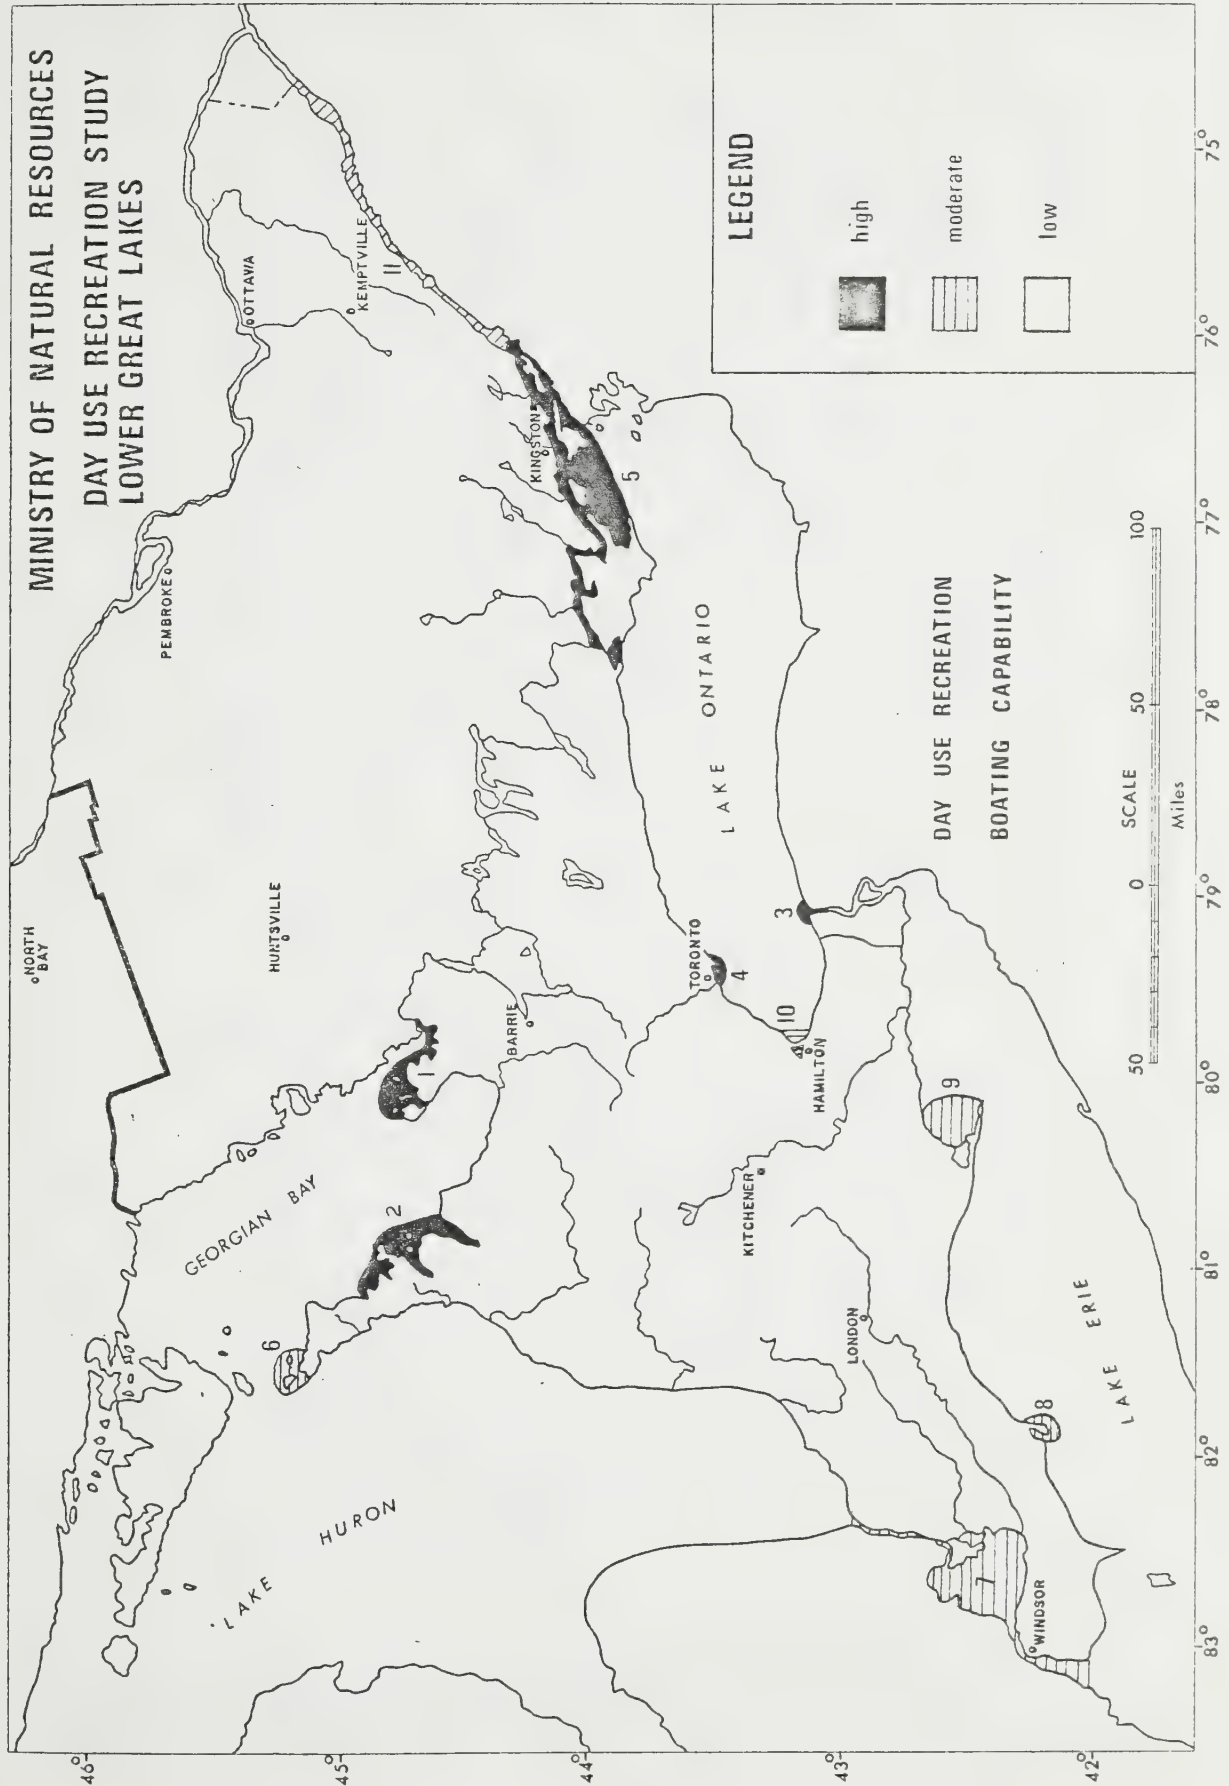 MINISTRY OF NATURAL RESOURCES
DAY USE RECREATION STUDY
LOWER GREAT LAKES
NORTH
BAY
PEMBROKE
OTTAWA
KEMPTVILLE
HUNTSVILLE
11
KINGSTON
5
GEORGIAN BAY
1
BARRIE
2
6
LAKE HURON
LAKE ONTARIO
TORONTO
4
3
10
HAMILTON
KITCHENER
9
LONDON
8
LAKE ERIE
7
WINDSOR
DAY USE RECREATION
BOATING CAPABILITY
SCALE
50 0 50 100
Miles
LEGEND
high
moderate
low
46°
45°
44°
43°
42°
83° 82° 81° 80° 79° 78° 77° 76° 75°